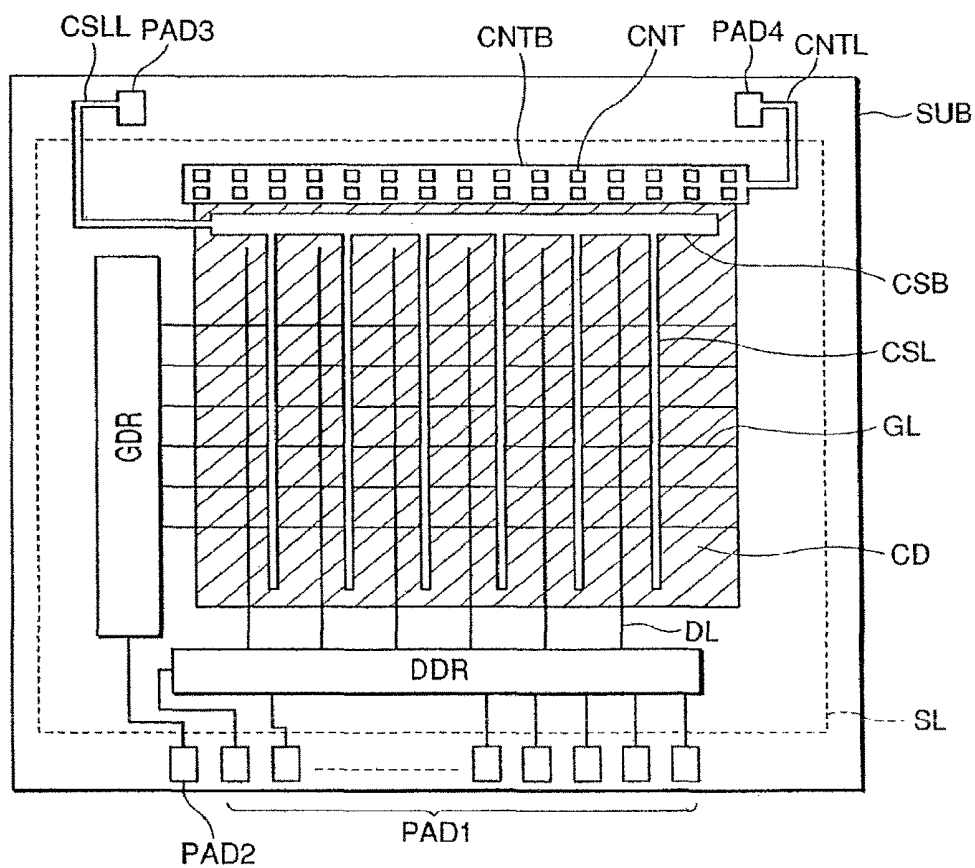 CSLL
PAD3
CNTB
CNT
PAD4
CNTL
SUB
CSB
CSL
GDR
GL
CD
DL
DDR
SL
PAD1
PAD2